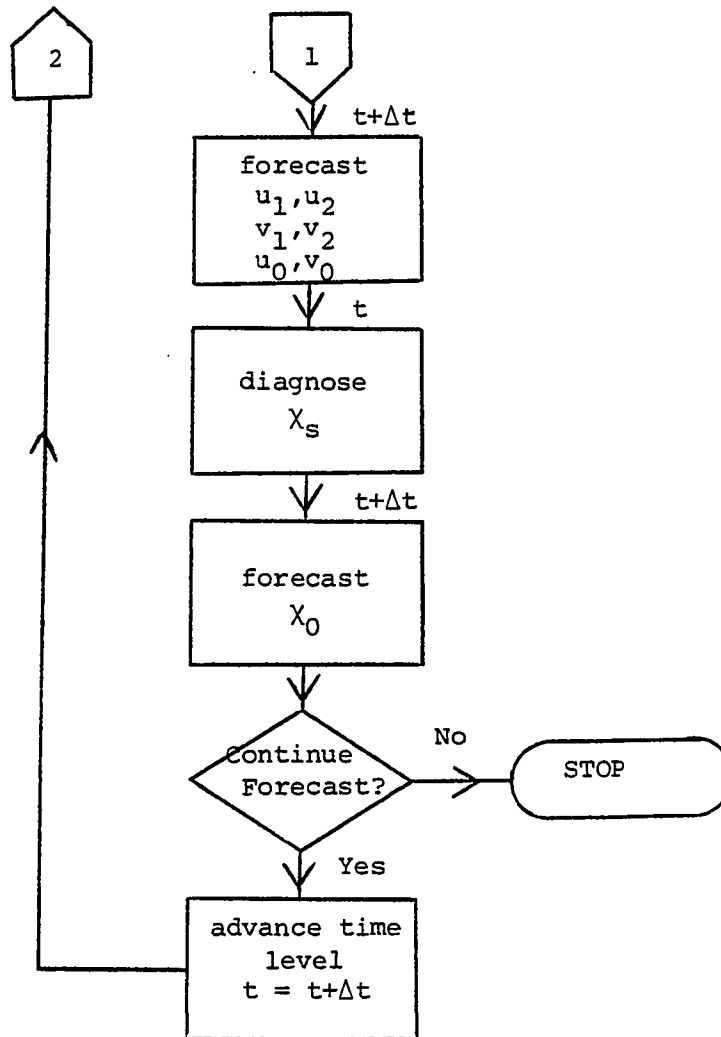 2
1
t+Δt
forecast
u₁,u₂
v₁,v₂
u₀,v₀
t
diagnose
χₛ
t+Δt
forecast
χ₀
Continue
Forecast?
No
STOP
Yes
advance time
level
t = t+Δt